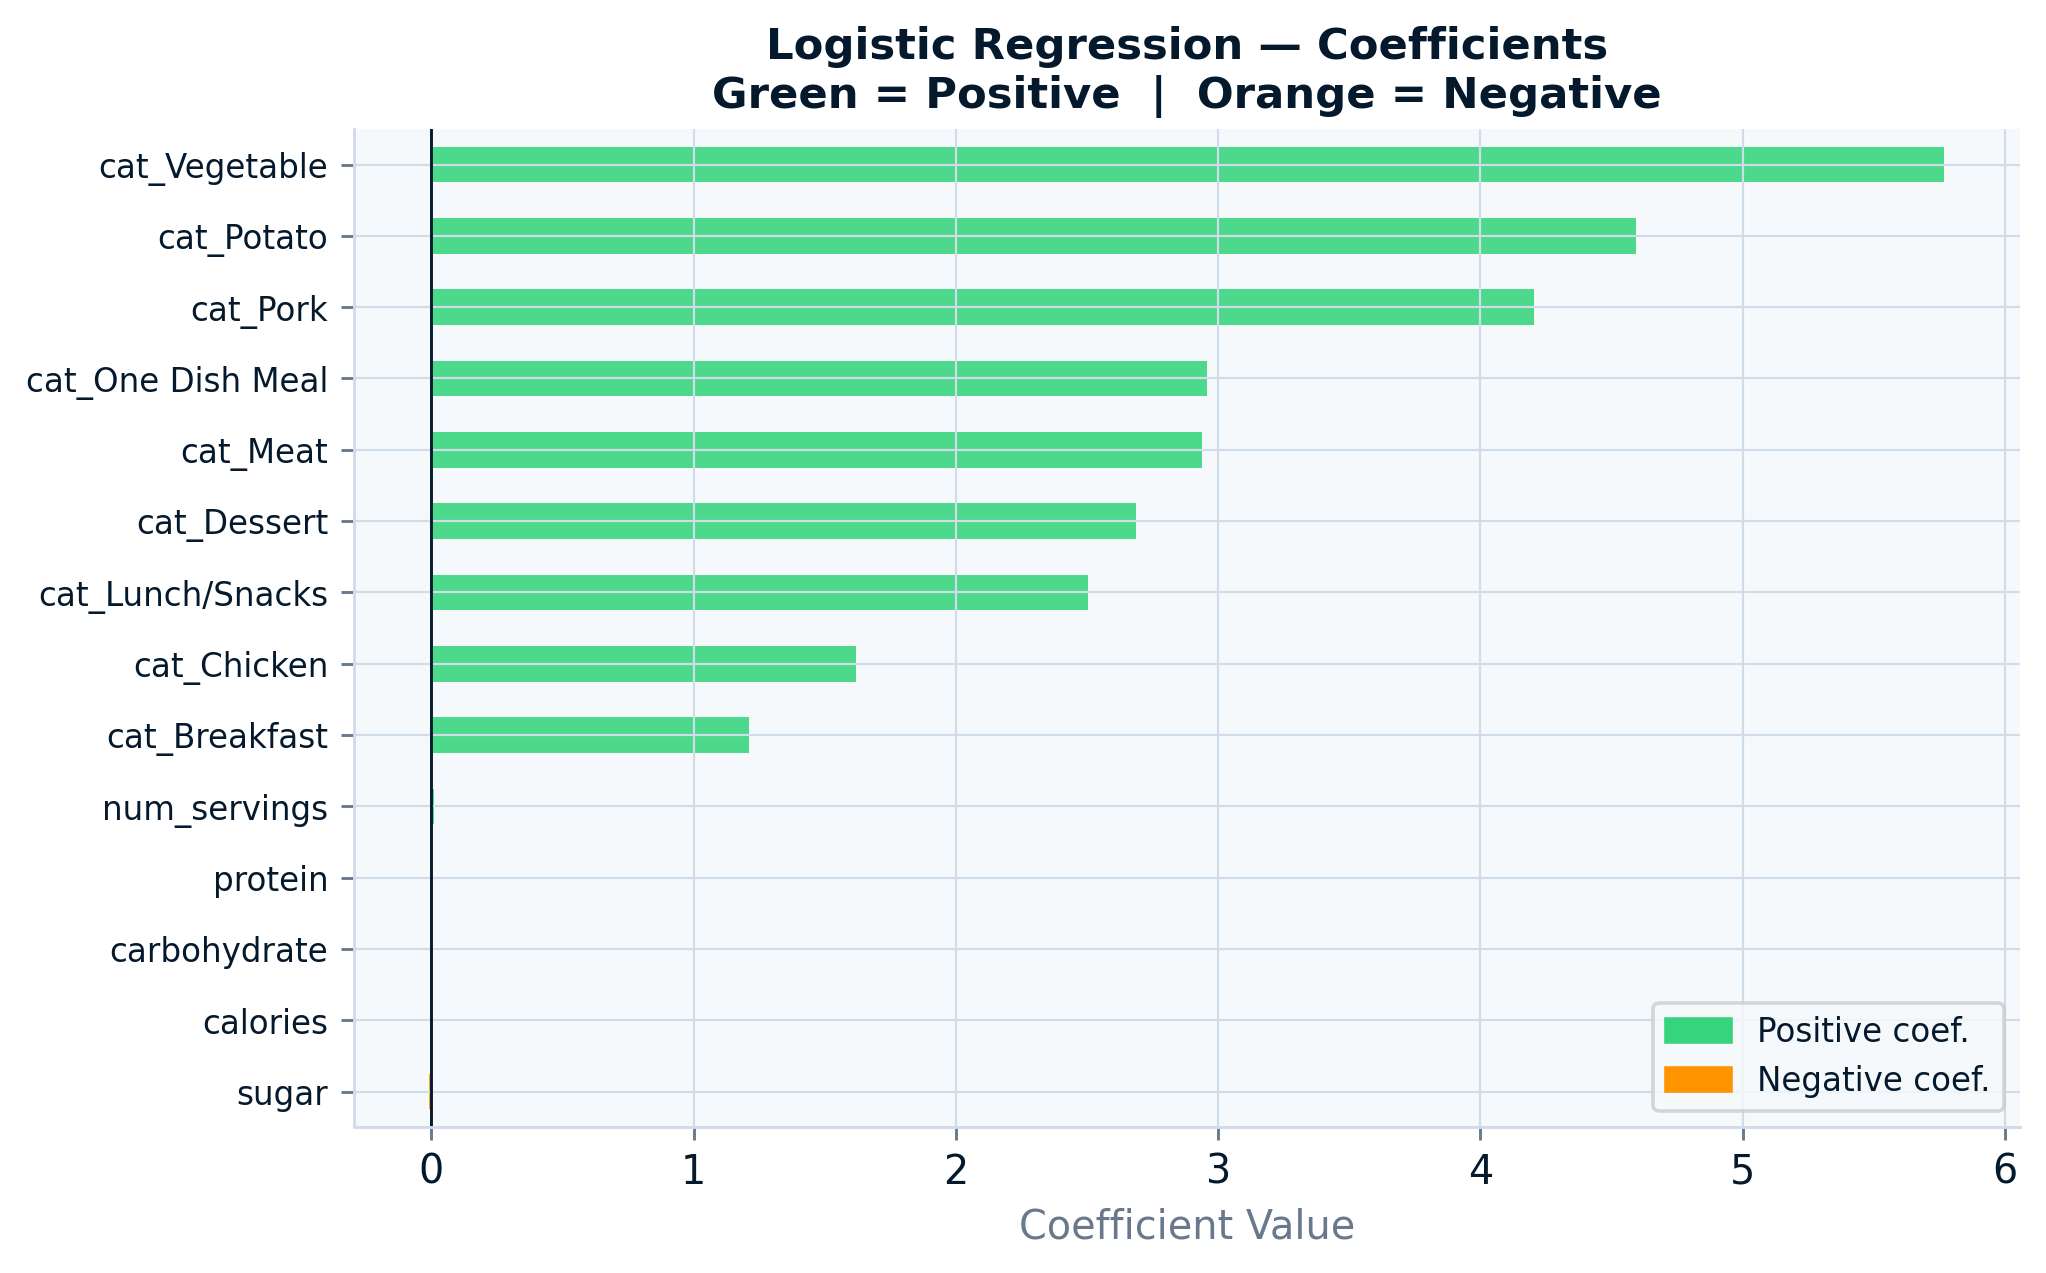 Logistic Regression — Coefficients
Green = Positive | Orange = Negative
cat_Vegetable
cat_Potato
cat_Pork
cat_One Dish Meal
cat_Meat
cat_Dessert
cat_Lunch/Snacks
cat_Chicken
cat_Breakfast
num_servings
protein
carbohydrate
calories
sugar
Positive coef.
Negative coef.
0 1 2 3 4 5 6
Coefficient Value